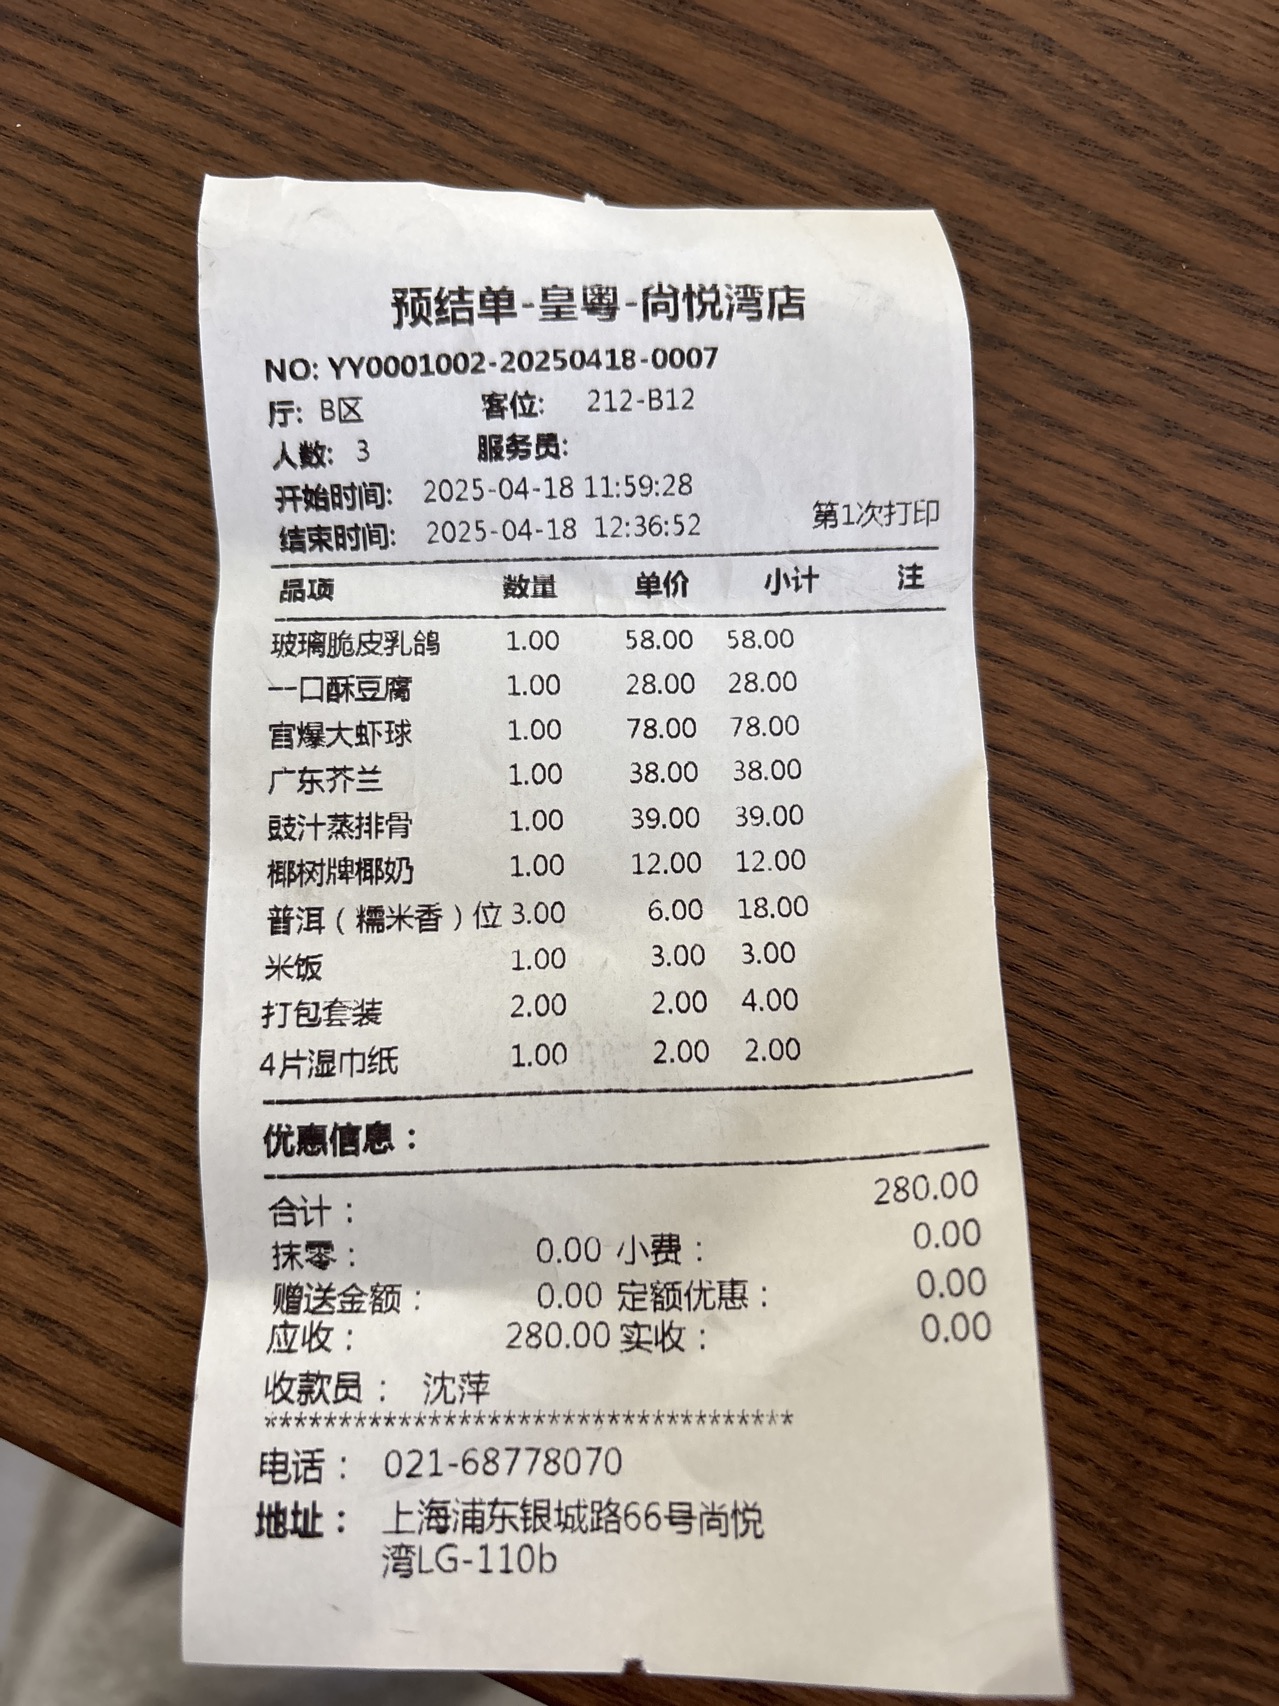 预结单-皇粤-尚悦湾店
NO: YY0001002-20250418-0007
厅: B区 客位: 212-B12
人数: 3 服务员:
开始时间: 2025-04-18 11:59:28
结束时间: 2025-04-18 12:36:52 第1次打印
品项 数量 单价 小计 注
玻璃脆皮乳鸽 1.00 58.00 58.00
一口酥豆腐 1.00 28.00 28.00
官爆大虾球 1.00 78.00 78.00
广东芥兰 1.00 38.00 38.00
豉汁蒸排骨 1.00 39.00 39.00
椰树牌椰奶 1.00 12.00 12.00
普洱（糯米香）位 3.00 6.00 18.00
米饭 1.00 3.00 3.00
打包套装 2.00 2.00 4.00
4片湿巾纸 1.00 2.00 2.00
优惠信息：
合计： 280.00
抹零： 0.00 小费： 0.00
赠送金额： 0.00 定额优惠： 0.00
应收： 280.00 实收： 0.00
收款员： 沈萍
***********************************
电话： 021-68778070
地址： 上海浦东银城路66号尚悦
湾LG-110b